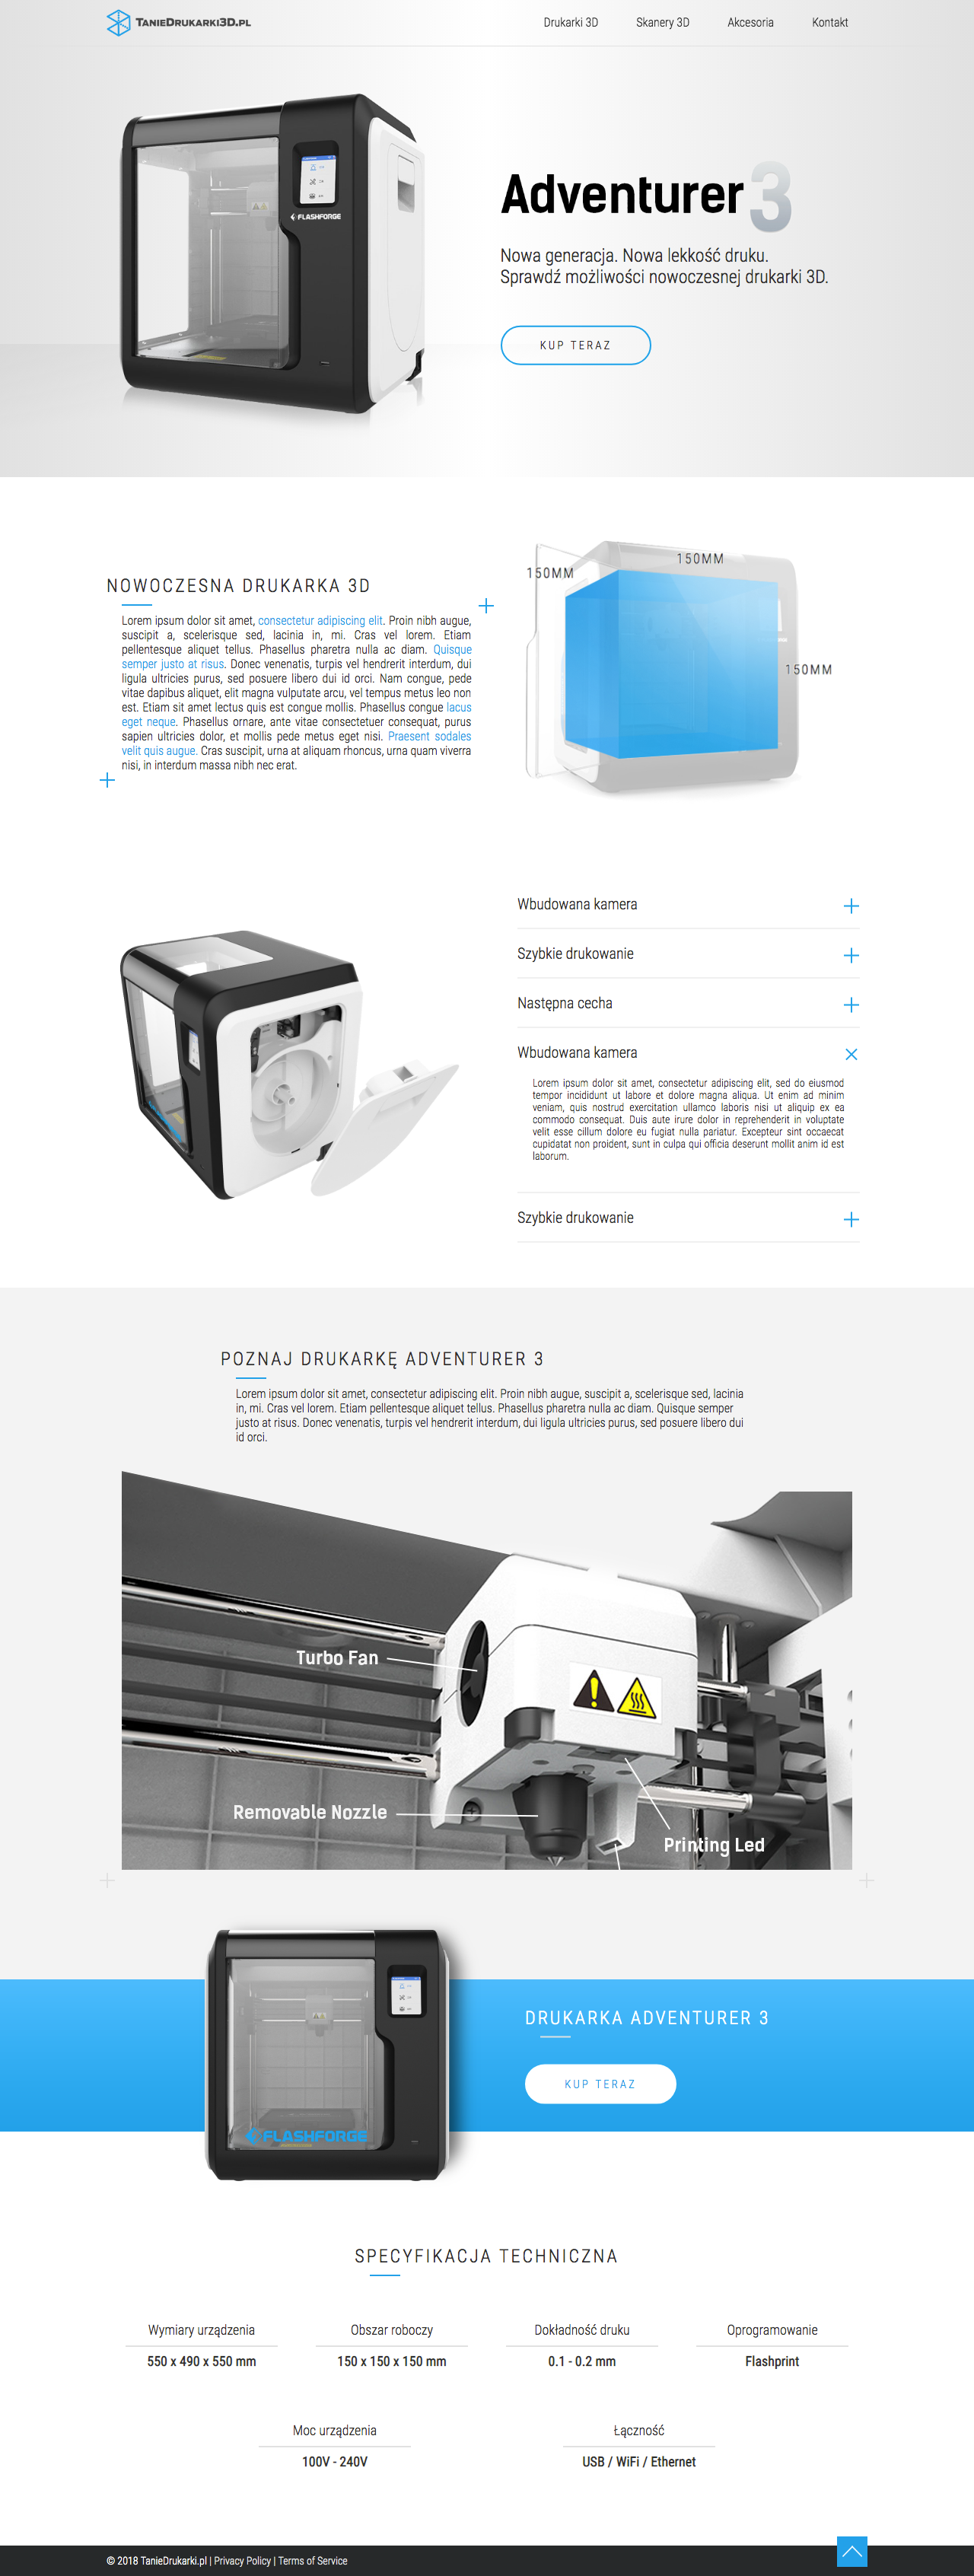 TANIEDRUKARKI3D.PL
Drukarki 3D
Skanery 3D
Akcesoria
Kontakt
FLASHFORGE
Adventurer 3
Nowa generacja. Nowa lekkość druku.
Sprawdź możliwości nowoczesnej drukarki 3D.
KUP TERAZ
NOWOCZESNA DRUKARKA 3D
Lorem ipsum dolor sit amet, consectetur adipiscing elit. Proin nibh augue,
suscipit a, scelerisque sed, lacinia in, mi. Cras vel lorem. Etiam
pellentesque aliquet tellus. Phasellus pharetra nulla ac diam. Quisque
semper justo at risus. Donec venenatis, turpis vel hendrerit interdum, dui
ligula ultricies purus, sed posuere libero dui id orci. Nam congue, pede
vitae dapibus aliquet, elit magna vulputate arcu, vel tempus metus leo non
est. Etiam sit amet lectus quis est congue mollis. Phasellus congue lacus
eget neque. Phasellus ornare, ante vitae consectetuer consequat, purus
sapien ultricies dolor, et mollis pede metus eget nisi. Praesent sodales
velit quis augue. Cras suscipit, urna at aliquam rhoncus, urna quam viverra
nisi, in interdum massa nibh nec erat.
150MM
150MM
150MM
Wbudowana kamera
Szybkie drukowanie
Następna cecha
Wbudowana kamera
Lorem ipsum dolor sit amet, consectetur adipiscing elit, sed do eiusmod
tempor incididunt ut labore et dolore magna aliqua. Ut enim ad minim
veniam, quis nostrud exercitation ullamco laboris nisi ut aliquip ex ea
commodo consequat. Duis aute irure dolor in reprehenderit in voluptate
velit esse cillum dolore eu fugiat nulla pariatur. Excepteur sint occaecat
cupidatat non proident, sunt in culpa qui officia deserunt mollit anim id est
laborum.
Szybkie drukowanie
POZNAJ DRUKARKĘ ADVENTURER 3
Lorem ipsum dolor sit amet, consectetur adipiscing elit. Proin nibh augue, suscipit a, scelerisque sed, lacinia
in, mi. Cras vel lorem. Etiam pellentesque aliquet tellus. Phasellus pharetra nulla ac diam. Quisque semper
justo at risus. Donec venenatis, turpis vel hendrerit interdum, dui ligula ultricies purus, sed posuere libero dui
id orci.
Turbo Fan
Removable Nozzle
Printing Led
DRUKARKA ADVENTURER 3
KUP TERAZ
FLASHFORGE
SPECYFIKACJA TECHNICZNA
Wymiary urządzenia
550 x 490 x 550 mm
Obszar roboczy
150 x 150 x 150 mm
Dokładność druku
0.1 - 0.2 mm
Oprogramowanie
Flashprint
Moc urządzenia
100V - 240V
Łączność
USB / WiFi / Ethernet
© 2018 TanieDrukarki.pl | Privacy Policy | Terms of Service